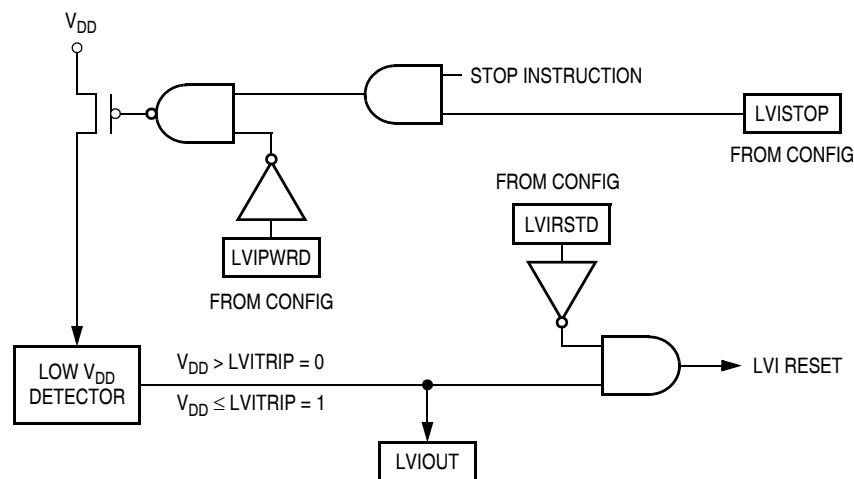 VDD
STOP INSTRUCTION
LVISTOP
FROM CONFIG
FROM CONFIG
LVIRSTD
LVIPWRD
FROM CONFIG
LOW VDD
DETECTOR
VDD > LVITRIP = 0
VDD ≤ LVITRIP = 1
LVI RESET
LVIOUT